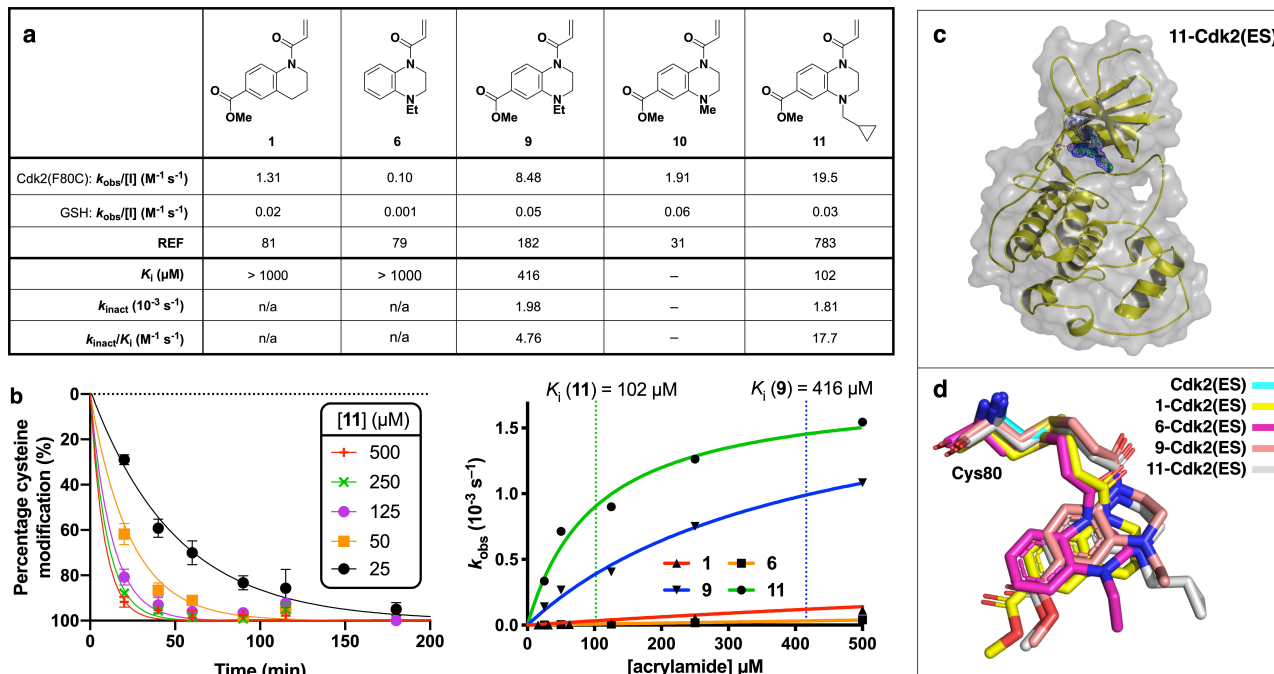 a
O
N
O
OMe
1
O
N
N
Et
6
O
N
O
N
OMe
Et
9
O
N
O
N
OMe
Me
10
O
N
O
N
OMe
11
Cdk2(F80C): kobs/[I] (M-1 s-1) 1.31 0.10 8.48 1.91 19.5
GSH: kobs/[I] (M-1 s-1) 0.02 0.001 0.05 0.06 0.03
REF 81 79 182 31 783
Ki (µM) > 1000 > 1000 416 – 102
kinact (10-3 s-1) n/a n/a 1.98 – 1.81
kinact/Ki (M-1 s-1) n/a n/a 4.76 – 17.7
b
Percentage cysteine
modification (%)
0
20
40
60
80
100
0 50 100 150 200
Time (min)
[11] (µM)
500
250
125
50
25
Ki (11) = 102 µM
Ki (9) = 416 µM
kobs (10-3 s–1)
1.5
1.0
0.5
0.0
0 100 200 300 400 500
[acrylamide] µM
1 6
9 11
c
11-Cdk2(ES)
d
Cdk2(ES)
1-Cdk2(ES)
6-Cdk2(ES)
9-Cdk2(ES)
11-Cdk2(ES)
Cys80